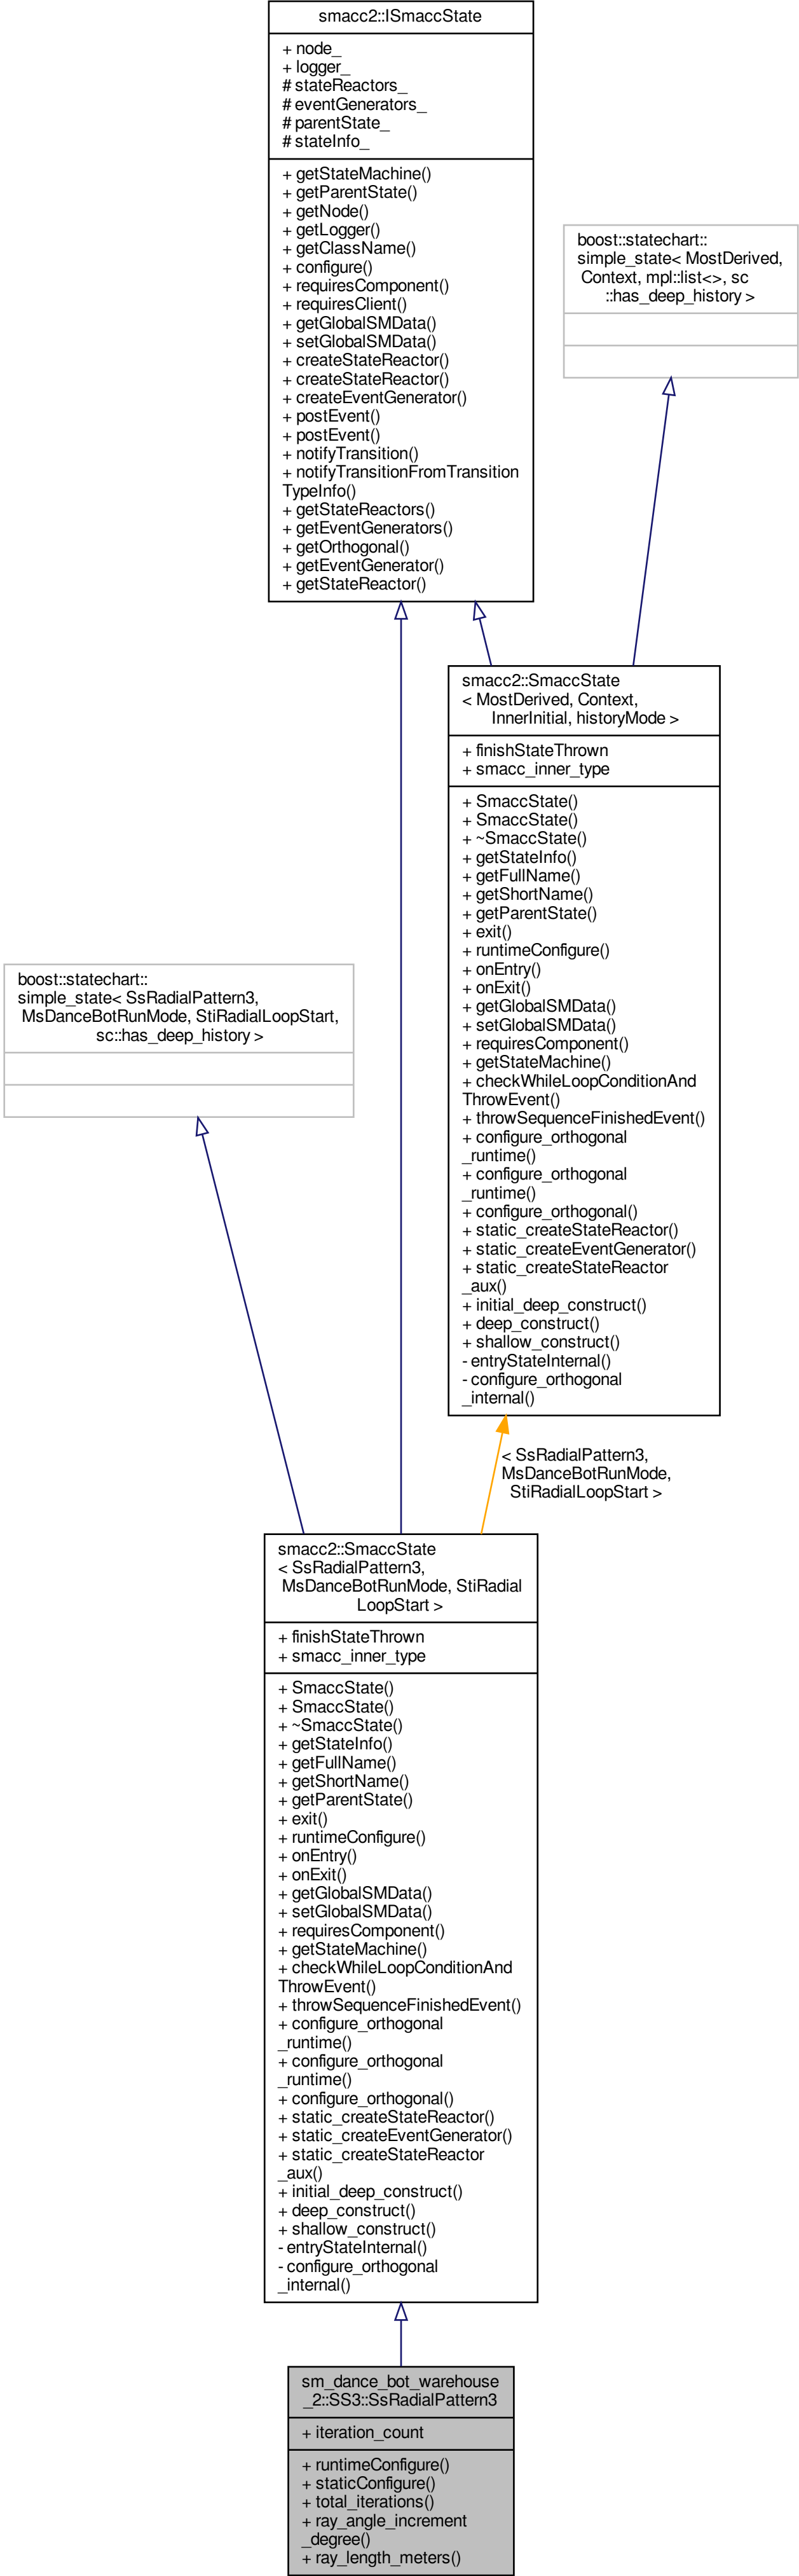 smacc2::ISmaccState
+ node_
+ logger_
# stateReactors_
# eventGenerators_
# parentState_
# stateInfo_
+ getStateMachine()
+ getParentState()
+ getNode()
+ getLogger()
+ getClassName()
+ configure()
+ requiresComponent()
+ requiresClient()
+ getGlobalSMData()
+ setGlobalSMData()
+ createStateReactor()
+ createStateReactor()
+ createEventGenerator()
+ postEvent()
+ postEvent()
+ notifyTransition()
+ notifyTransitionFromTransition
TypeInfo()
+ getStateReactors()
+ getEventGenerators()
+ getOrthogonal()
+ getEventGenerator()
+ getStateReactor()
boost::statechart::
simple_state< MostDerived,
Context, mpl::list<>, sc
::has_deep_history >
smacc2::SmaccState
< MostDerived, Context,
InnerInitial, historyMode >
+ finishStateThrown
+ smacc_inner_type
+ SmaccState()
+ SmaccState()
+ ~SmaccState()
+ getStateInfo()
+ getFullName()
+ getShortName()
+ getParentState()
+ exit()
+ runtimeConfigure()
+ onEntry()
+ onExit()
+ getGlobalSMData()
+ setGlobalSMData()
+ requiresComponent()
+ getStateMachine()
+ checkWhileLoopConditionAnd
ThrowEvent()
+ throwSequenceFinishedEvent()
+ configure_orthogonal
_runtime()
+ configure_orthogonal
_runtime()
+ configure_orthogonal()
+ static_createStateReactor()
+ static_createEventGenerator()
+ static_createStateReactor
_aux()
+ initial_deep_construct()
+ deep_construct()
+ shallow_construct()
- entryStateInternal()
- configure_orthogonal
_internal()
boost::statechart::
simple_state< SsRadialPattern3,
MsDanceBotRunMode, StiRadialLoopStart,
sc::has_deep_history >
< SsRadialPattern3,
MsDanceBotRunMode,
StiRadialLoopStart >
smacc2::SmaccState
< SsRadialPattern3,
MsDanceBotRunMode, StiRadial
LoopStart >
+ finishStateThrown
+ smacc_inner_type
+ SmaccState()
+ SmaccState()
+ ~SmaccState()
+ getStateInfo()
+ getFullName()
+ getShortName()
+ getParentState()
+ exit()
+ runtimeConfigure()
+ onEntry()
+ onExit()
+ getGlobalSMData()
+ setGlobalSMData()
+ requiresComponent()
+ getStateMachine()
+ checkWhileLoopConditionAnd
ThrowEvent()
+ throwSequenceFinishedEvent()
+ configure_orthogonal
_runtime()
+ configure_orthogonal
_runtime()
+ configure_orthogonal()
+ static_createStateReactor()
+ static_createEventGenerator()
+ static_createStateReactor
_aux()
+ initial_deep_construct()
+ deep_construct()
+ shallow_construct()
- entryStateInternal()
- configure_orthogonal
_internal()
sm_dance_bot_warehouse
_2::SS3::SsRadialPattern3
+ iteration_count
+ runtimeConfigure()
+ staticConfigure()
+ total_iterations()
+ ray_angle_increment
_degree()
+ ray_length_meters()